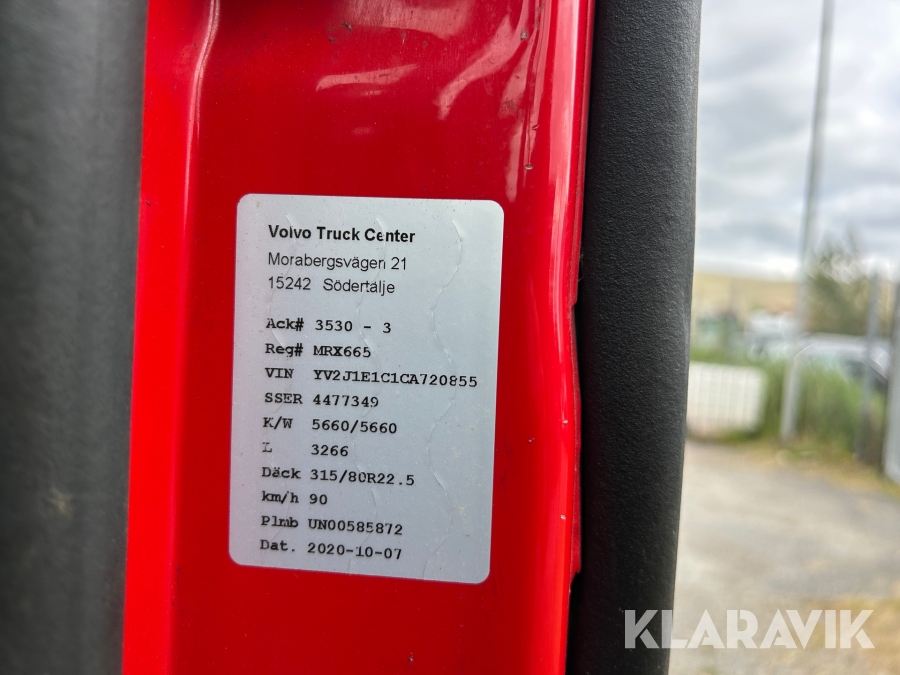 Volvo Truck Center
Morabergsvägen 21
15242 Södertälje
Ack# 3530 - 3
Reg# MRX665
VIN YV2J1E1C1CA720855
SSER 4477349
K/W 5660/5660
L 3266
Däck 315/80R22.5
km/h 90
Plmb UN00585872
Dat. 2020-10-07
KLARAVIK